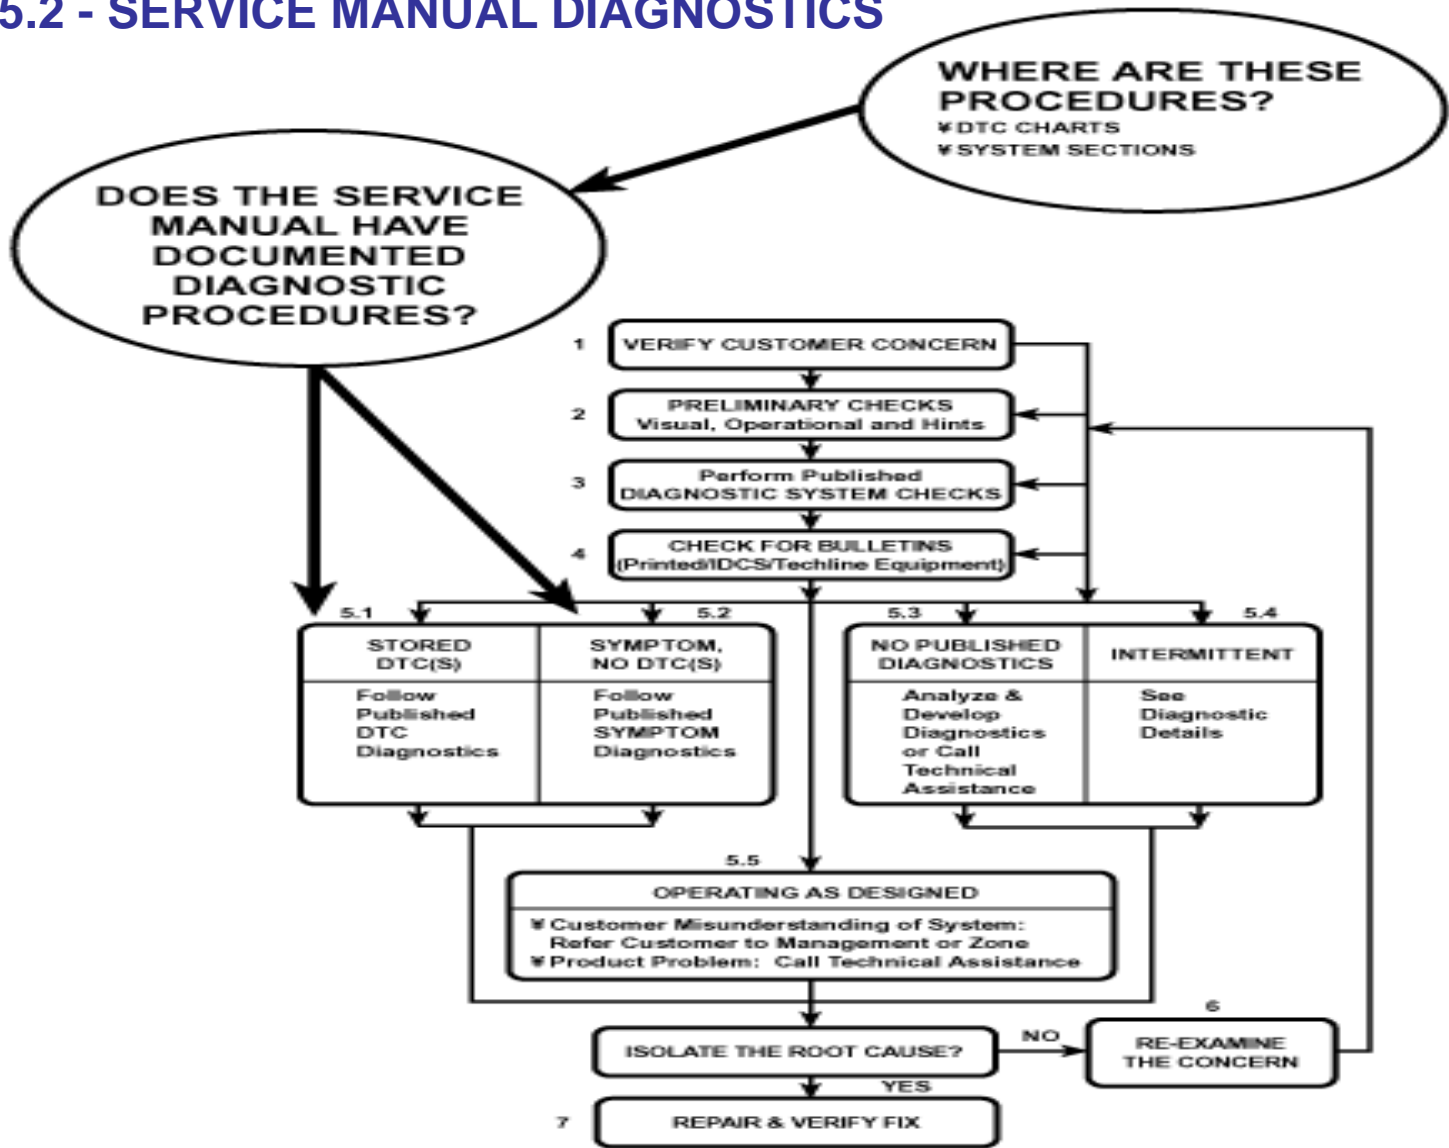 5.2 - SERVICE MANUAL DIAGNOSTICS
WHERE ARE THESE
PROCEDURES?
¥ DTC CHARTS
¥ SYSTEM SECTIONS
DOES THE SERVICE
MANUAL HAVE
DOCUMENTED
DIAGNOSTIC
PROCEDURES?
1
VERIFY CUSTOMER CONCERN
2
PRELIMINARY CHECKS
Visual, Operational and Hints
3
Perform Published
DIAGNOSTIC SYSTEM CHECKS
4
CHECK FOR BULLETINS
(Printed/IDCS/Techline Equipment)
5.1
STORED
DTC(S)
Follow
Published
DTC
Diagnostics
5.2
SYMPTOM,
NO DTC(S)
Follow
Published
SYMPTOM
Diagnostics
5.3
NO PUBLISHED
DIAGNOSTICS
Analyze &
Develop
Diagnostics
or Call
Technical
Assistance
5.4
INTERMITTENT
See
Diagnostic
Details
5.5
OPERATING AS DESIGNED
¥ Customer Misunderstanding of System:
Refer Customer to Management or Zone
¥ Product Problem: Call Technical Assistance
ISOLATE THE ROOT CAUSE?
NO
6
RE-EXAMINE
THE CONCERN
YES
7
REPAIR & VERIFY FIX